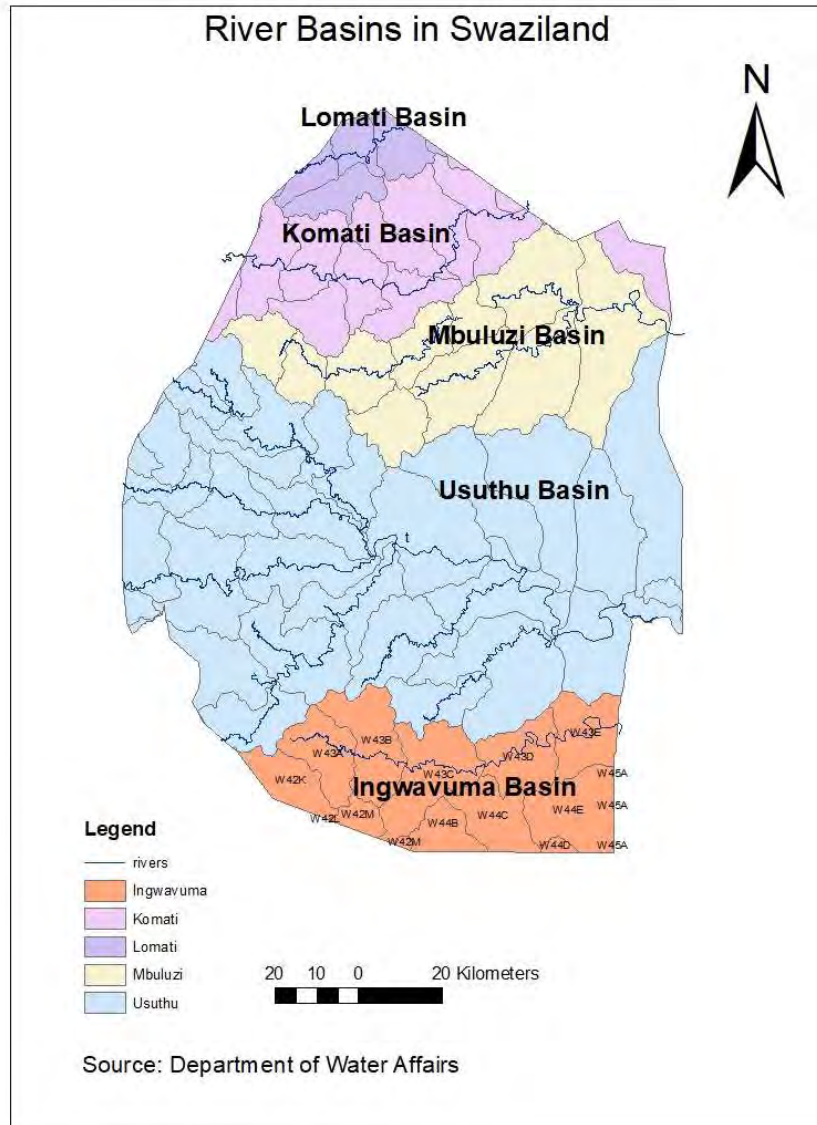 River Basins in Swaziland
N
Lomati Basin
Komati Basin
Mbuluzi Basin
Usuthu Basin
t
W43B
W43E
W43A
W43D
W43C
W42K
W45A
Ingwavuma Basin
W42L
W42M
W44B
W44C
W44E
W45A
W42M
W44D
W45A
Legend
rivers
Ingwavuma
Komati
Lomati
Mbuluzi
Usuthu
20 10 0 20 Kilometers
Source: Department of Water Affairs